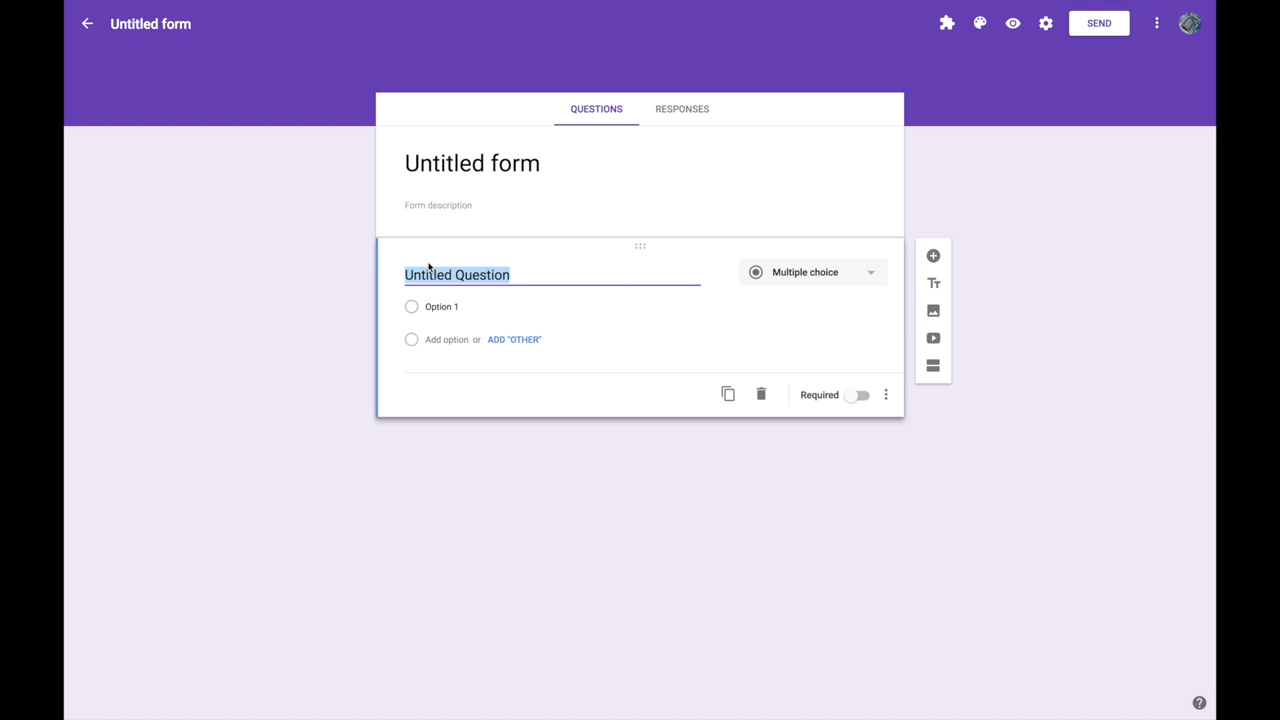 Untitled form
SEND
QUESTIONS RESPONSES
Untitled form
Form description
Untitled Question
Multiple choice
Option 1
Add option or ADD "OTHER"
Required